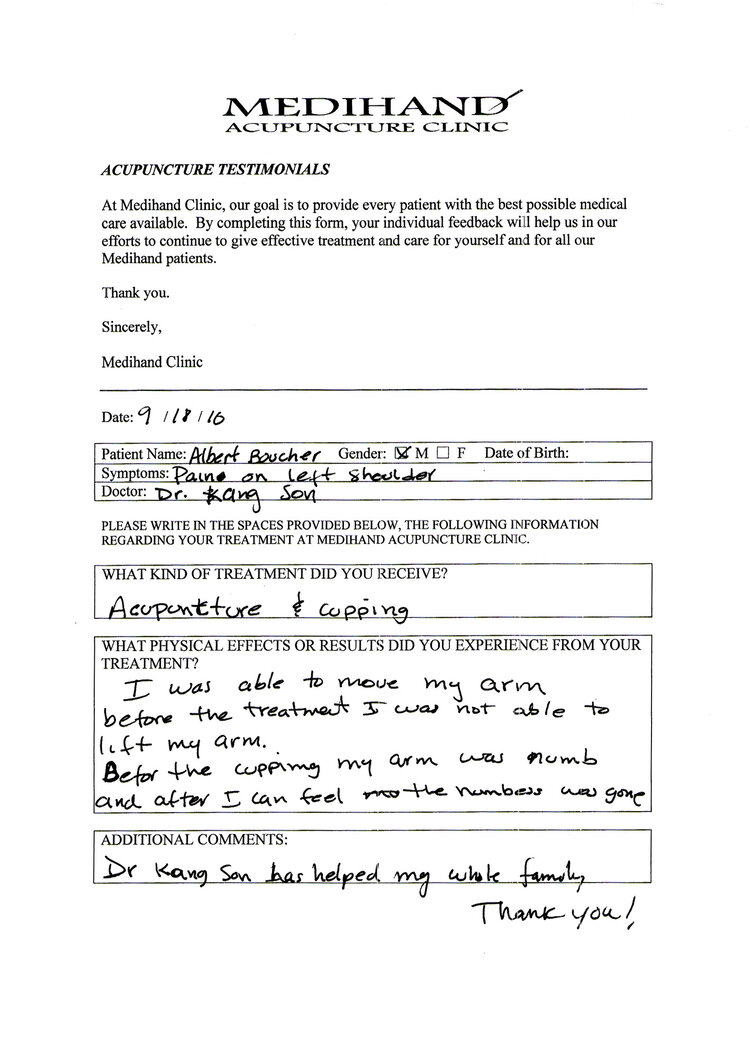 MEDIHAND
ACUPUNCTURE CLINIC
ACUPUNCTURE TESTIMONIALS
At Medihand Clinic, our goal is to provide every patient with the best possible medical
care available. By completing this form, your individual feedback will help us in our
efforts to continue to give effective treatment and care for yourself and for all our
Medihand patients.
Thank you.
Sincerely,
Medihand Clinic
Date: 9 / 18 / 16
Patient Name: Albert Boucher Gender: ☒ M ☐ F Date of Birth:
Symptoms: Paine on left shoulder
Doctor: Dr. Kang Son
PLEASE WRITE IN THE SPACES PROVIDED BELOW, THE FOLLOWING INFORMATION
REGARDING YOUR TREATMENT AT MEDIHAND ACUPUNCTURE CLINIC.
WHAT KIND OF TREATMENT DID YOU RECEIVE?
Acupuntture & cupping
WHAT PHYSICAL EFFECTS OR RESULTS DID YOU EXPERIENCE FROM YOUR
TREATMENT?
I was able to move my arm
before the treatment I was not able to
lift my arm.
Befor the cupping my arm was numb
and after I can feel the numbess was gone
ADDITIONAL COMMENTS:
Dr Kang Son has helped my whole family
Thank you!